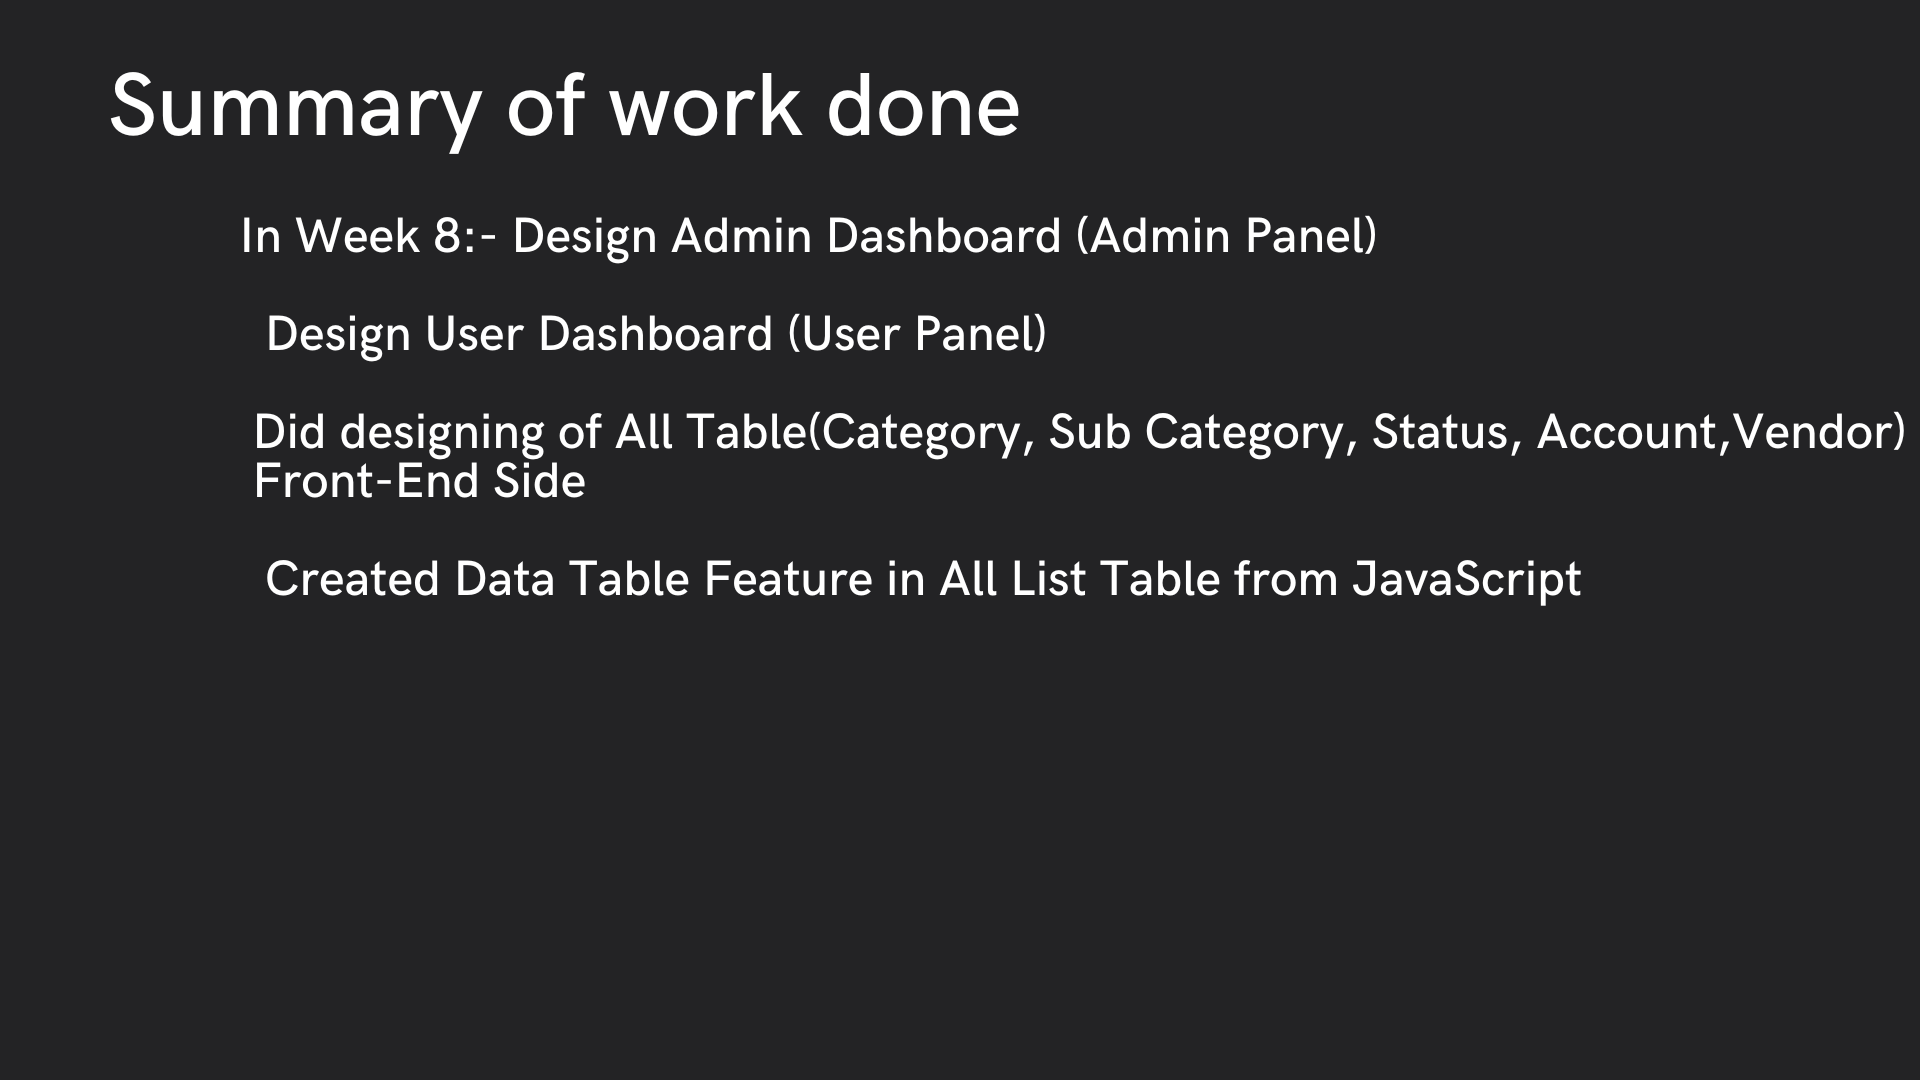 Summary of work done
In Week 8:- Design Admin Dashboard (Admin Panel)
Design User Dashboard (User Panel)
Did designing of All Table(Category, Sub Category, Status, Account,Vendor)
Front-End Side
Created Data Table Feature in All List Table from JavaScript